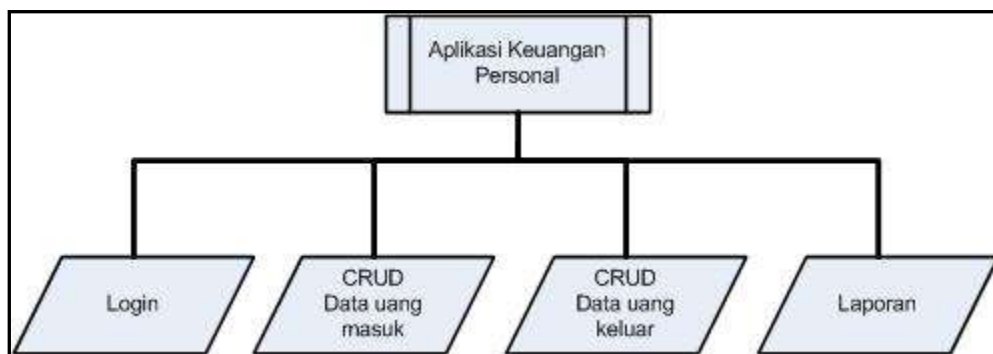 Aplikasi Keuangan
Personal
Login
CRUD
Data uang
masuk
CRUD
Data uang
keluar
Laporan